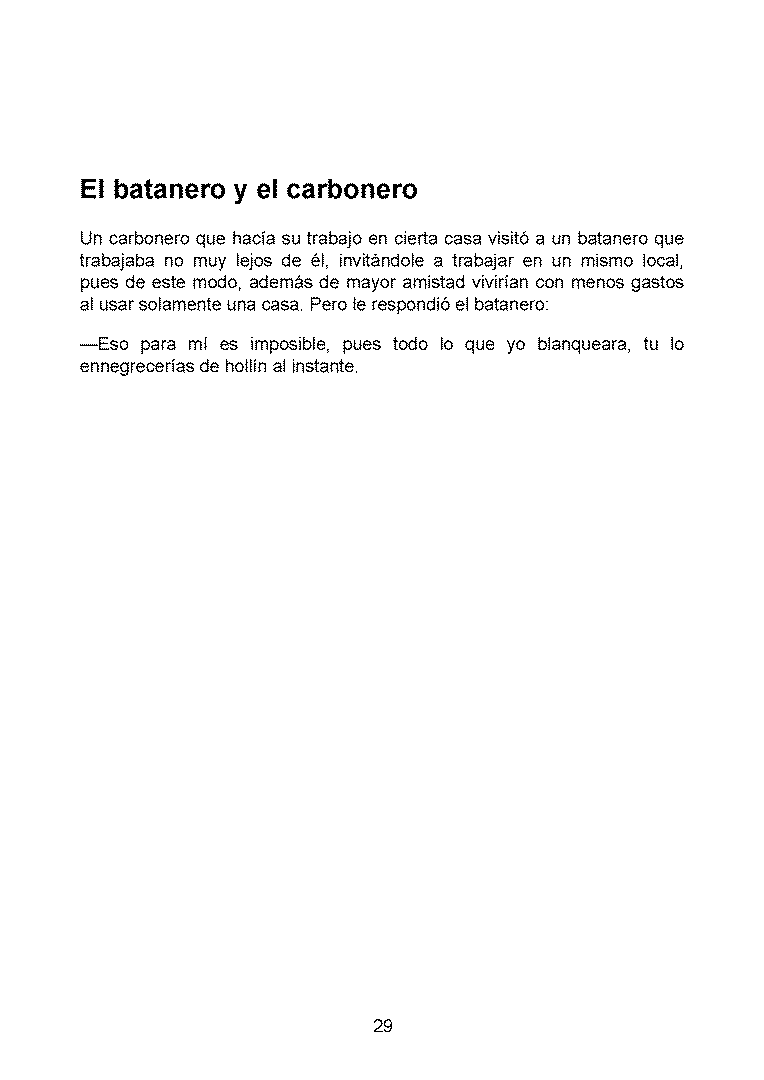 El batanero y el carbonero
Un carbonero que hacía su trabajo en cierta casa visitó a un batanero que
trabajaba no muy lejos de él, invitándole a trabajar en un mismo local,
pues de este modo, además de mayor amistad vivirían con menos gastos
al usar solamente una casa. Pero le respondió el batanero:
—Eso para mí es imposible, pues todo lo que yo blanqueara, tu lo
ennegrecerías de hollín al instante.
29